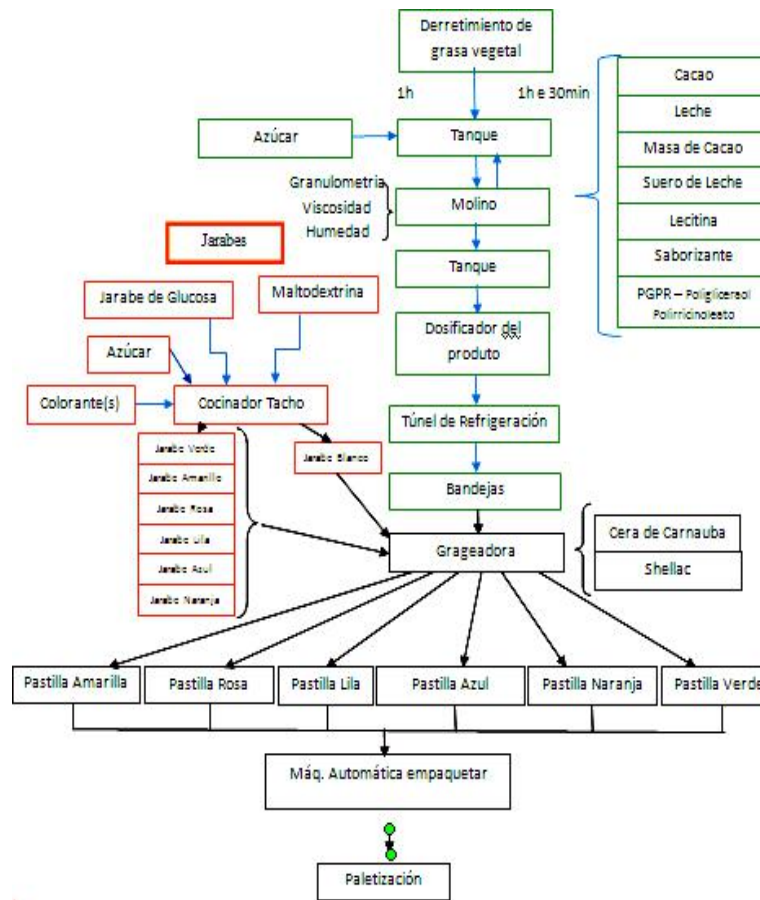 Derretimiento de
grasa vegetal
1h
1h e 30min
Azúcar
Tanque
Granulometria
Viscosidad
Humedad
Molino
Cacao
Leche
Masa de Cacao
Suero de Leche
Lecitina
Saborizante
PGPR – Poliglicerol
Polirricinoleato
Jarabes
Tanque
Jarabe de Glucosa
Maltodextrina
Dosificador del
produto
Azúcar
Colorante(s)
Cocinador Tacho
Túnel de Refrigeración
Jarabe Verde
Jarabe Amarillo
Jarabe Rosa
Jarabe Lila
Jarabe Azul
Jarabe Naranja
Jarabe Blanco
Bandejas
Grageadora
Cera de Carnauba
Shellac
Pastilla Amarilla
Pastilla Rosa
Pastilla Lila
Pastilla Azul
Pastilla Naranja
Pastilla Verde
Máq. Automática empaquetar
Paletización